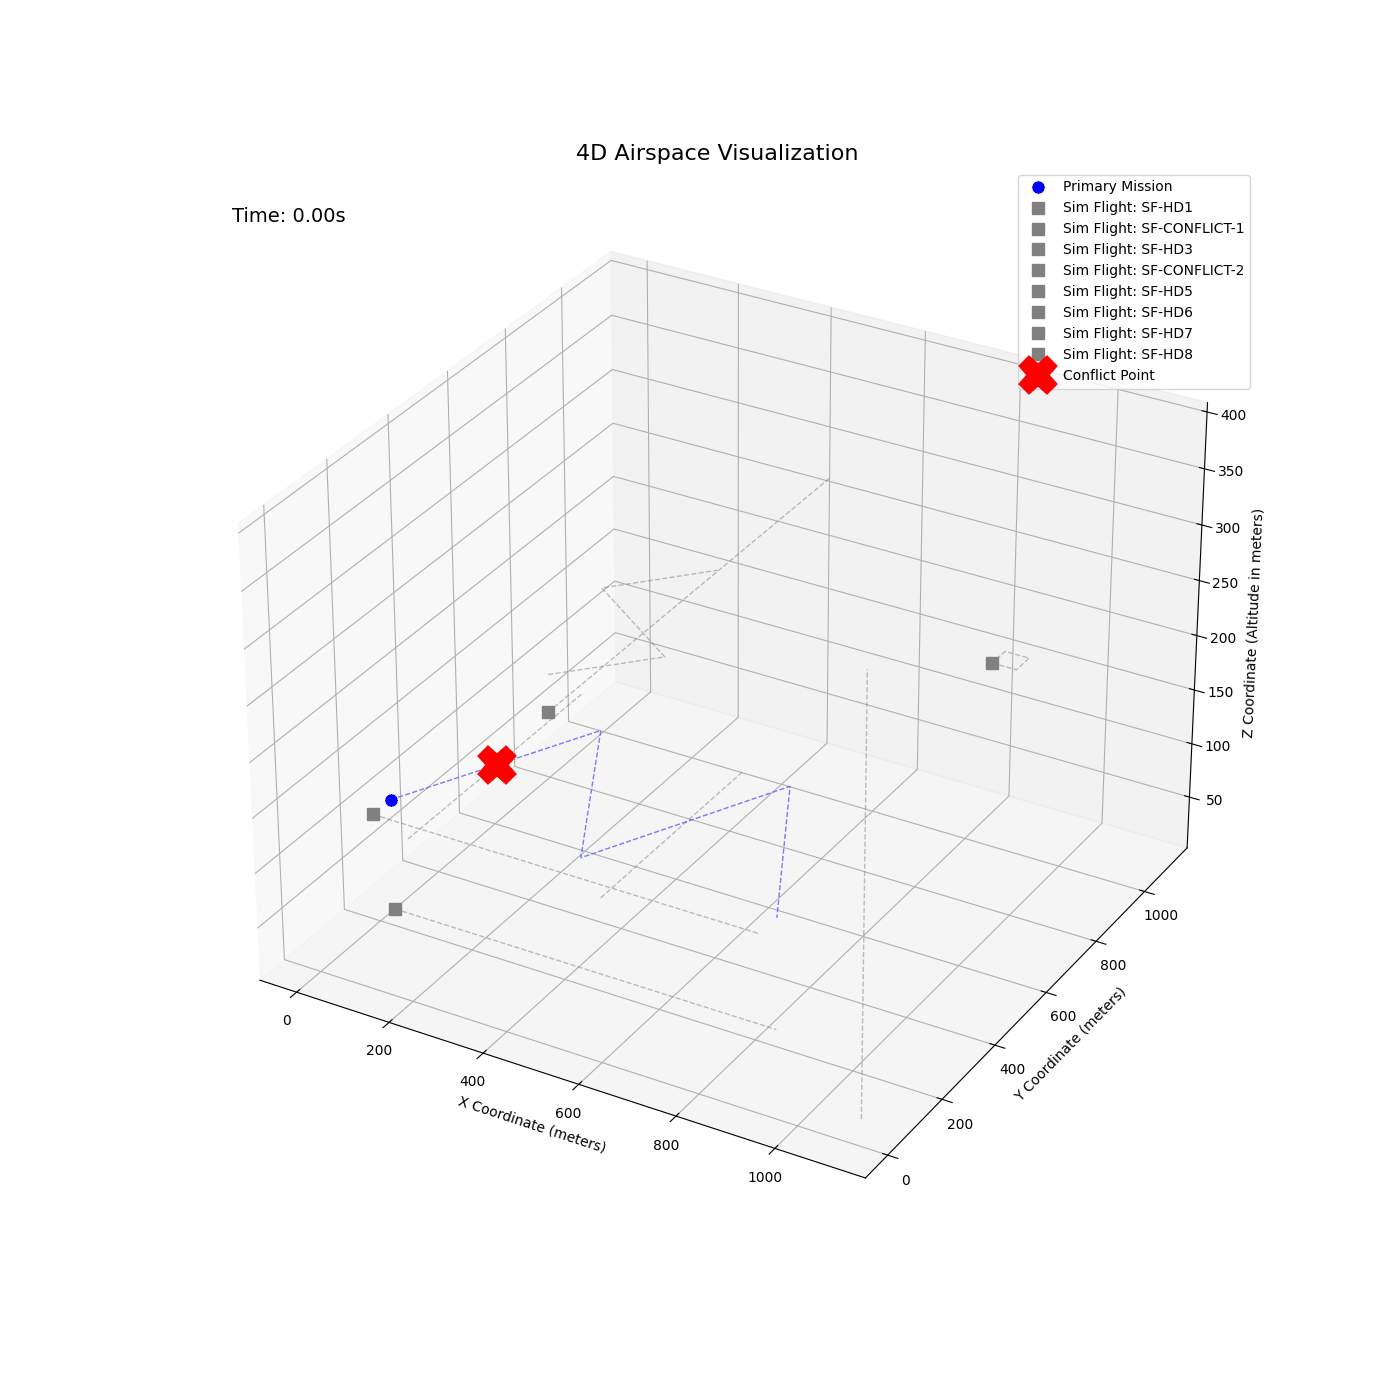 4D Airspace Visualization
Time: 0.00s
Primary Mission
Sim Flight: SF-HD1
Sim Flight: SF-CONFLICT-1
Sim Flight: SF-HD3
Sim Flight: SF-CONFLICT-2
Sim Flight: SF-HD5
Sim Flight: SF-HD6
Sim Flight: SF-HD7
Sim Flight: SF-HD8
Conflict Point
400
350
300
250
200
150
100
50
Z Coordinate (Altitude in meters)
1000
800
600
400
200
0
Y Coordinate (meters)
0
200
400
600
800
1000
X Coordinate (meters)